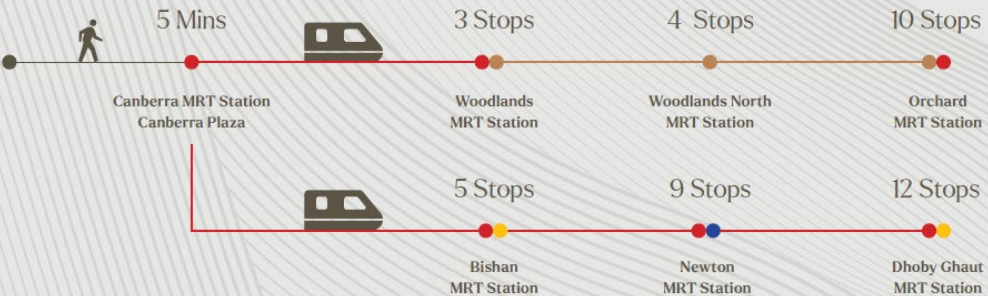 5 Mins
3 Stops
4 Stops
10 Stops
Canberra MRT Station
Canberra Plaza
Woodlands
MRT Station
Woodlands North
MRT Station
Orchard
MRT Station
5 Stops
9 Stops
12 Stops
Bishan
MRT Station
Newton
MRT Station
Dhoby Ghaut
MRT Station